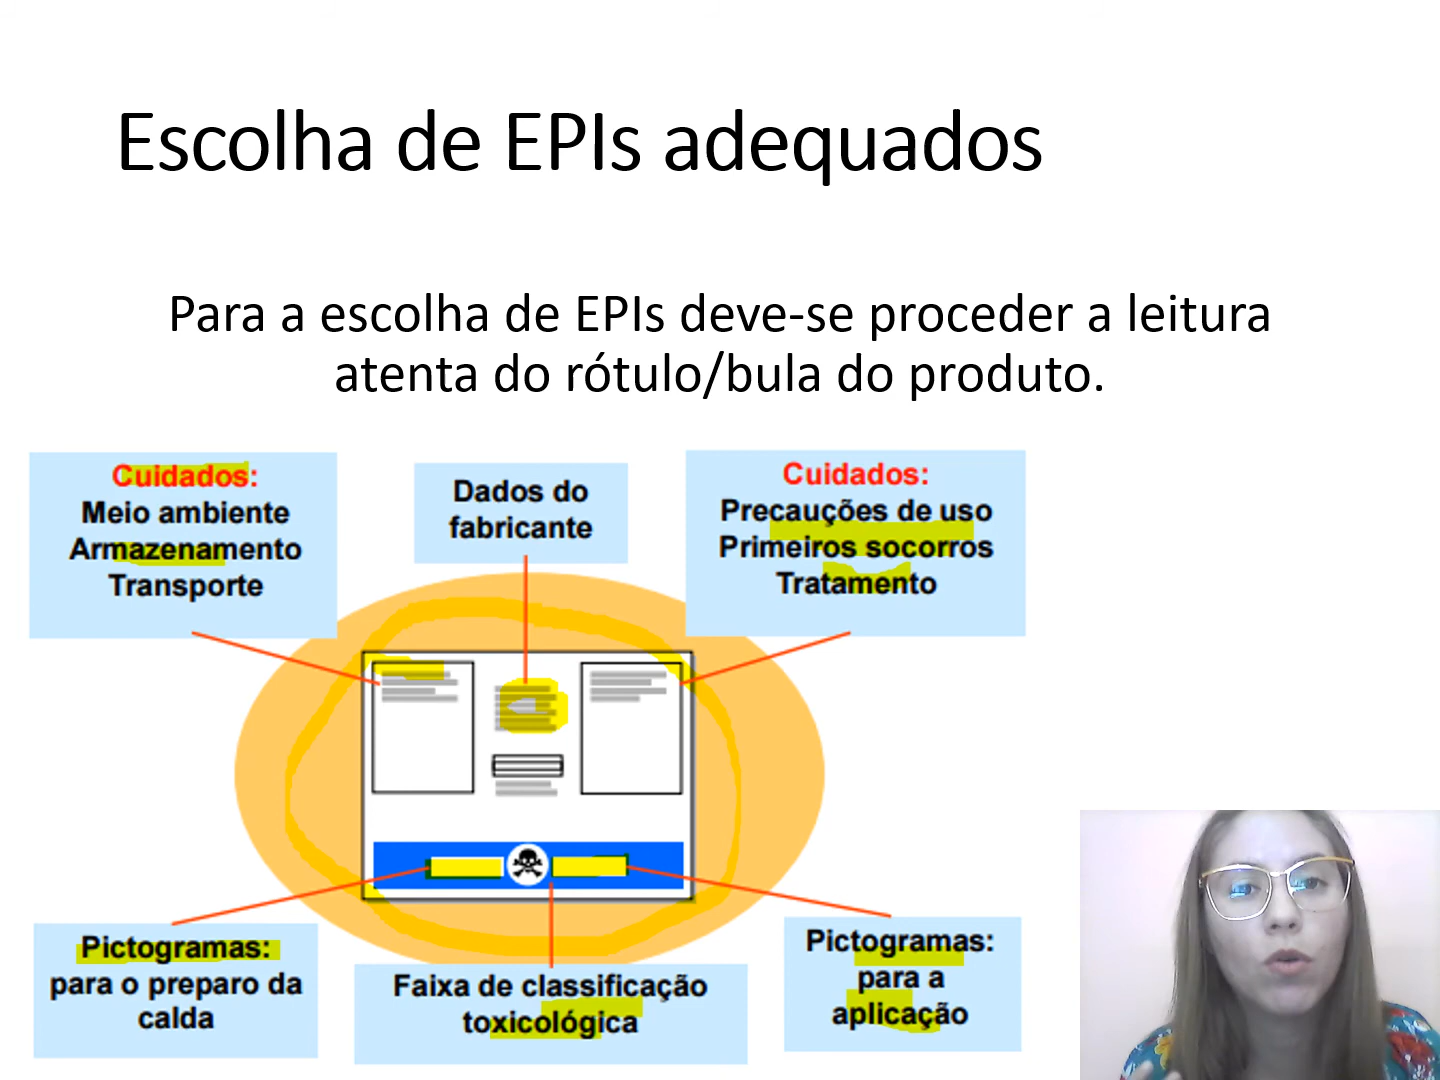 Escolha de EPIs adequados
Para a escolha de EPIs deve-se proceder a leitura
atenta do rótulo/bula do produto.
Cuidados:
Meio ambiente
Armazenamento
Transporte
Dados do
fabricante
Cuidados:
Precauções de uso
Primeiros socorros
Tratamento
Pictogramas:
para o preparo da
calda
Faixa de classificação
toxicológica
Pictogramas:
para a
aplicação